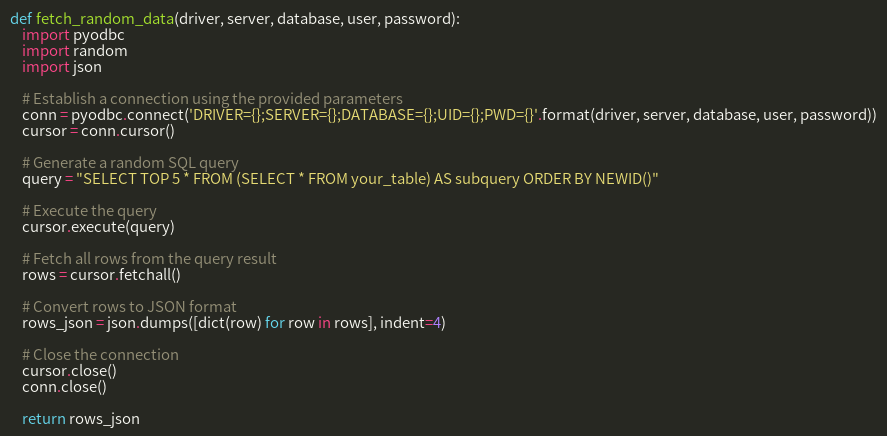 def fetch_random_data(driver, server, database, user, password):
    import pyodbc
    import random
    import json

    # Establish a connection using the provided parameters
    conn = pyodbc.connect('DRIVER={};SERVER={};DATABASE={};UID={};PWD={}'.format(driver, server, database, user, password))
    cursor = conn.cursor()

    # Generate a random SQL query
    query = "SELECT TOP 5 * FROM (SELECT * FROM your_table) AS subquery ORDER BY NEWID()"

    # Execute the query
    cursor.execute(query)

    # Fetch all rows from the query result
    rows = cursor.fetchall()

    # Convert rows to JSON format
    rows_json = json.dumps([dict(row) for row in rows], indent=4)

    # Close the connection
    cursor.close()
    conn.close()

    return rows_json